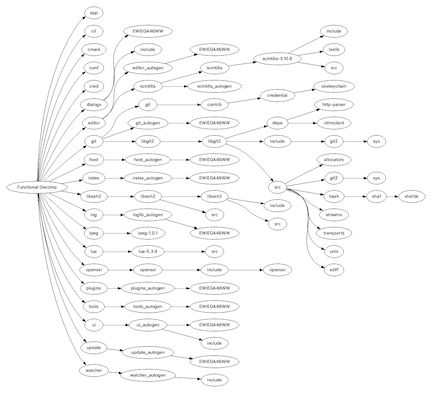 app
cli
EWIEGA46WW
include
cmark
include
editor_autogen
EWIEGA46WW
scintilla-3.10.6
lexlib
conf
scintilla
src
cred
scintilla
scintilla_autogen
osxkeychain
dialogs
git
contrib
credential
http-parser
editor
git_autogen
EWIEGA46WW
deps
ntlmclient
git
libgit2
libgit2
include
git2
sys
host
host_autogen
EWIEGA46WW
allocators
index
index_autogen
EWIEGA46WW
git2
sys
Functional Decomp
src
libssh2
libssh2
libssh2
hash
sha1
sha1dc
include
log
loglib_autogen
src
streams
src
lpeg
lpeg-1.0.1
EWIEGA46WW
transports
lua
lua-5.3.4
src
unix
openssl
openssl
include
openssl
xdiff
plugins
plugins_autogen
EWIEGA46WW
tools
tools_autogen
EWIEGA46WW
ui
ui_autogen
EWIEGA46WW
include
update
update_autogen
EWIEGA46WW
watcher
watcher_autogen
include